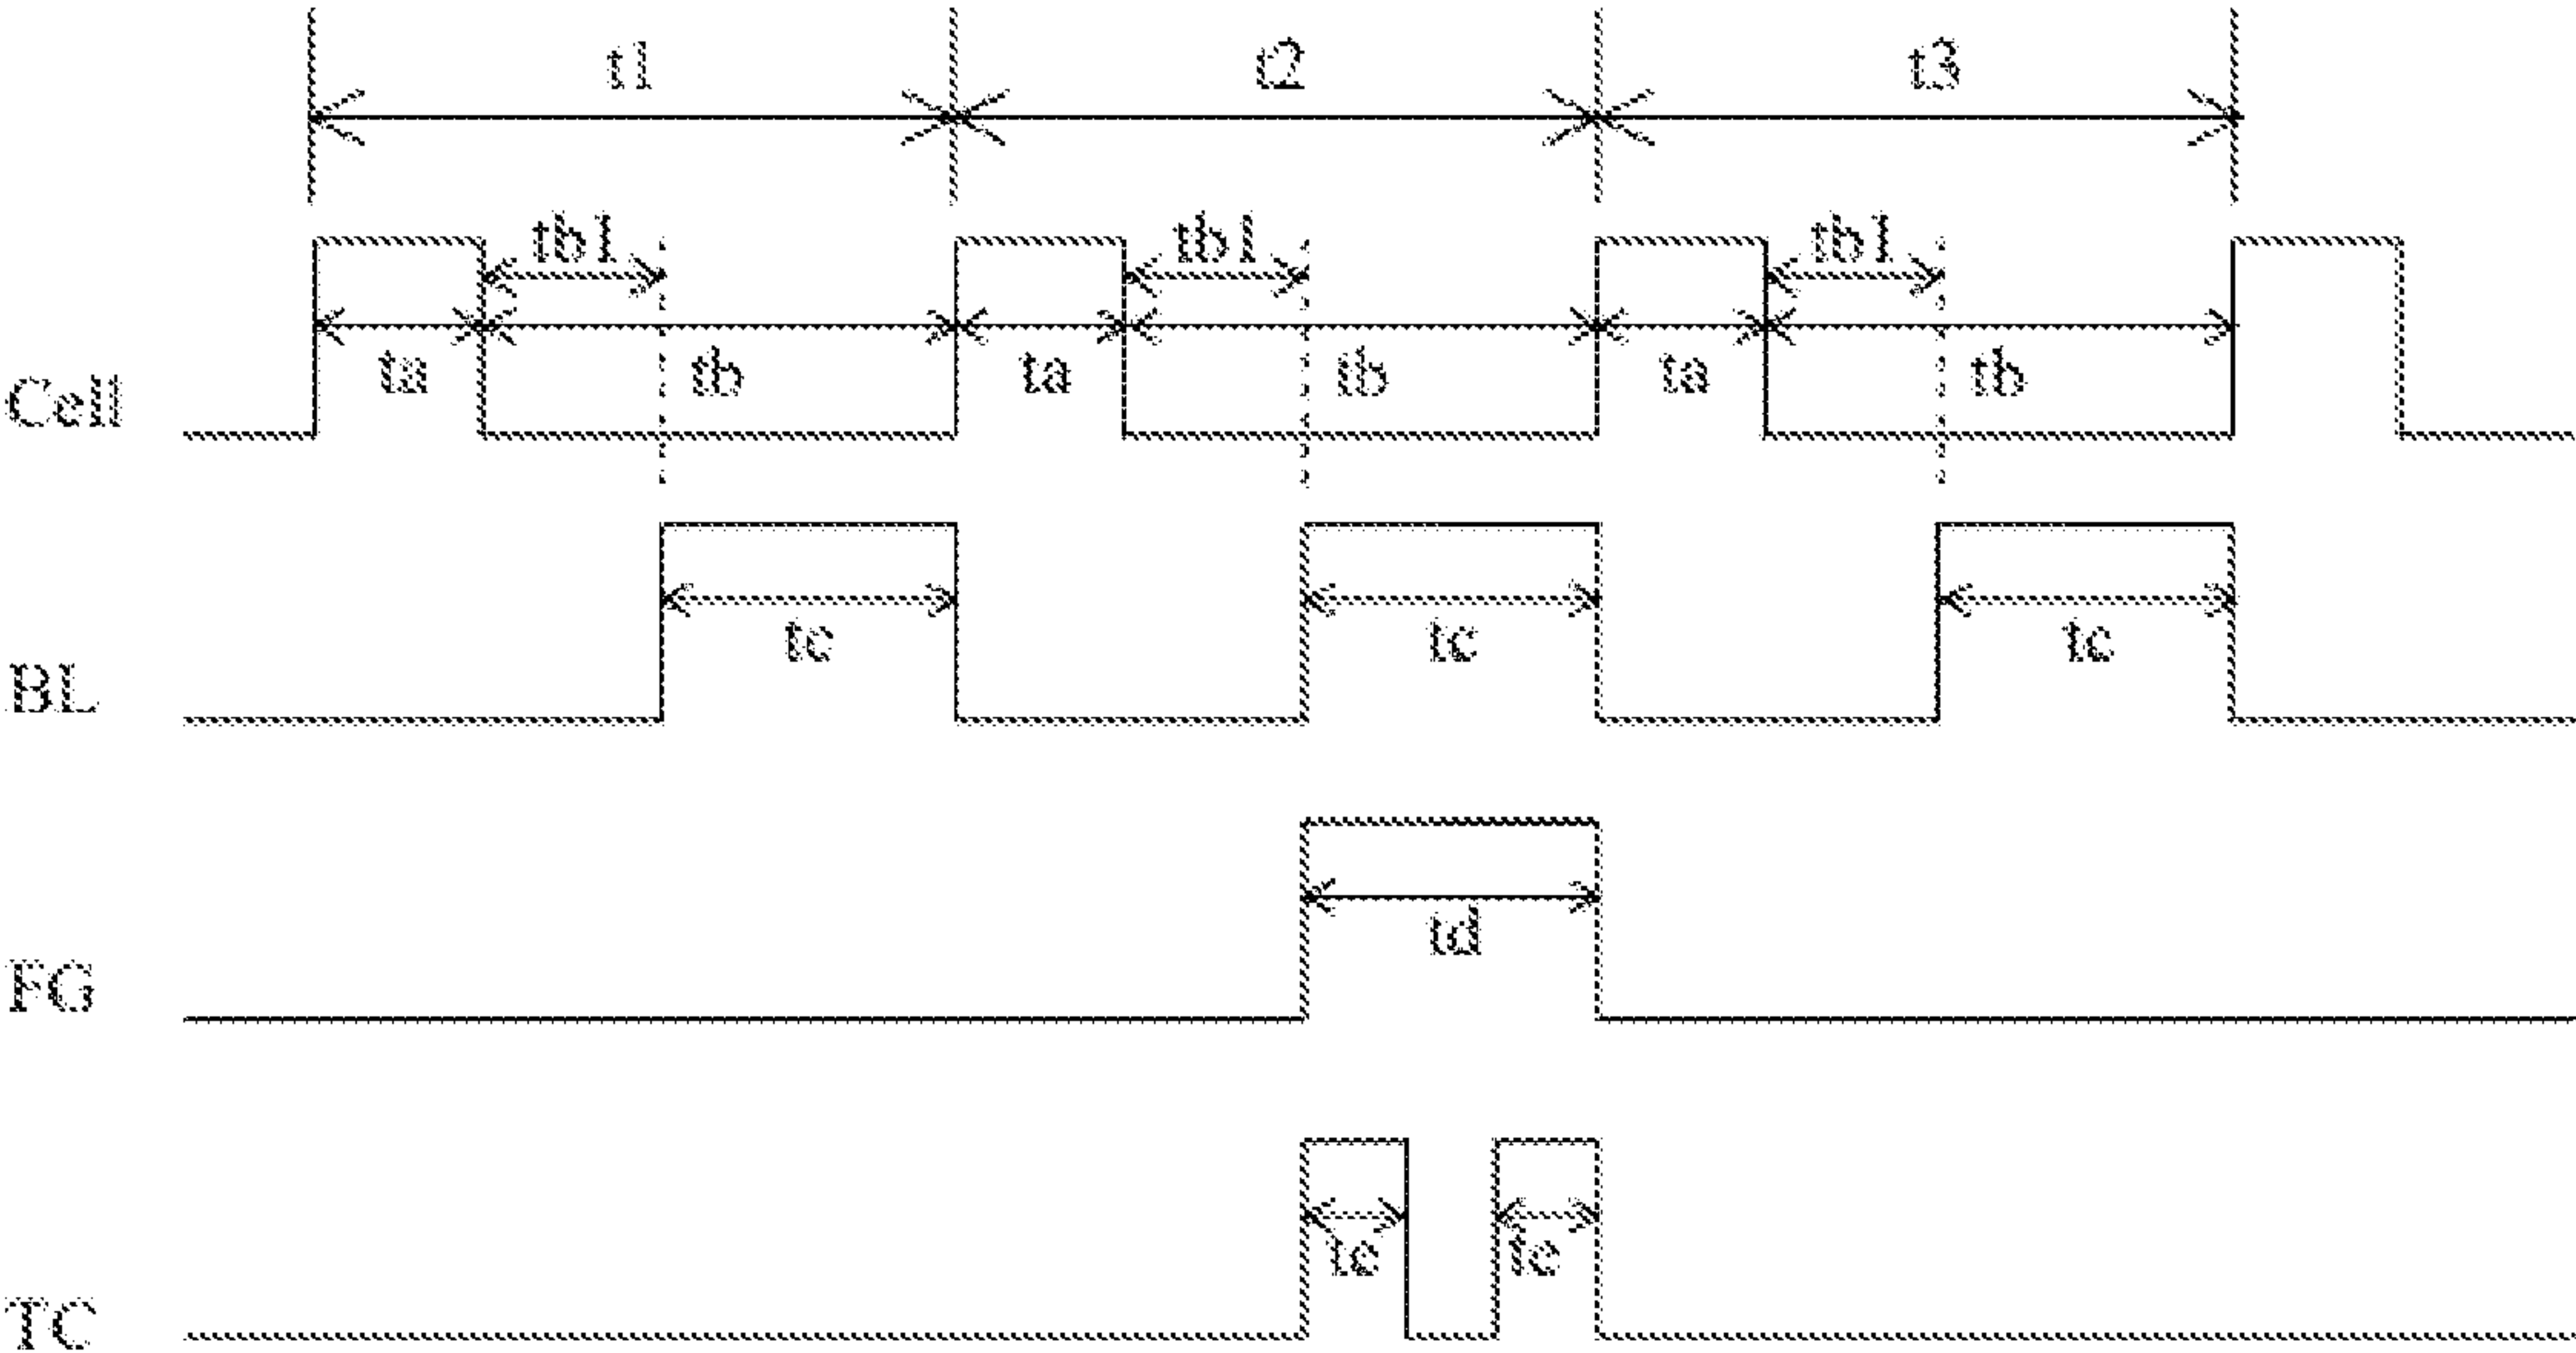 t1 t2 t3
tb1 tb1 tb1
ta tb ta tb ta tb
Cell
tc tc tc
BL
td
FG
te te
TC